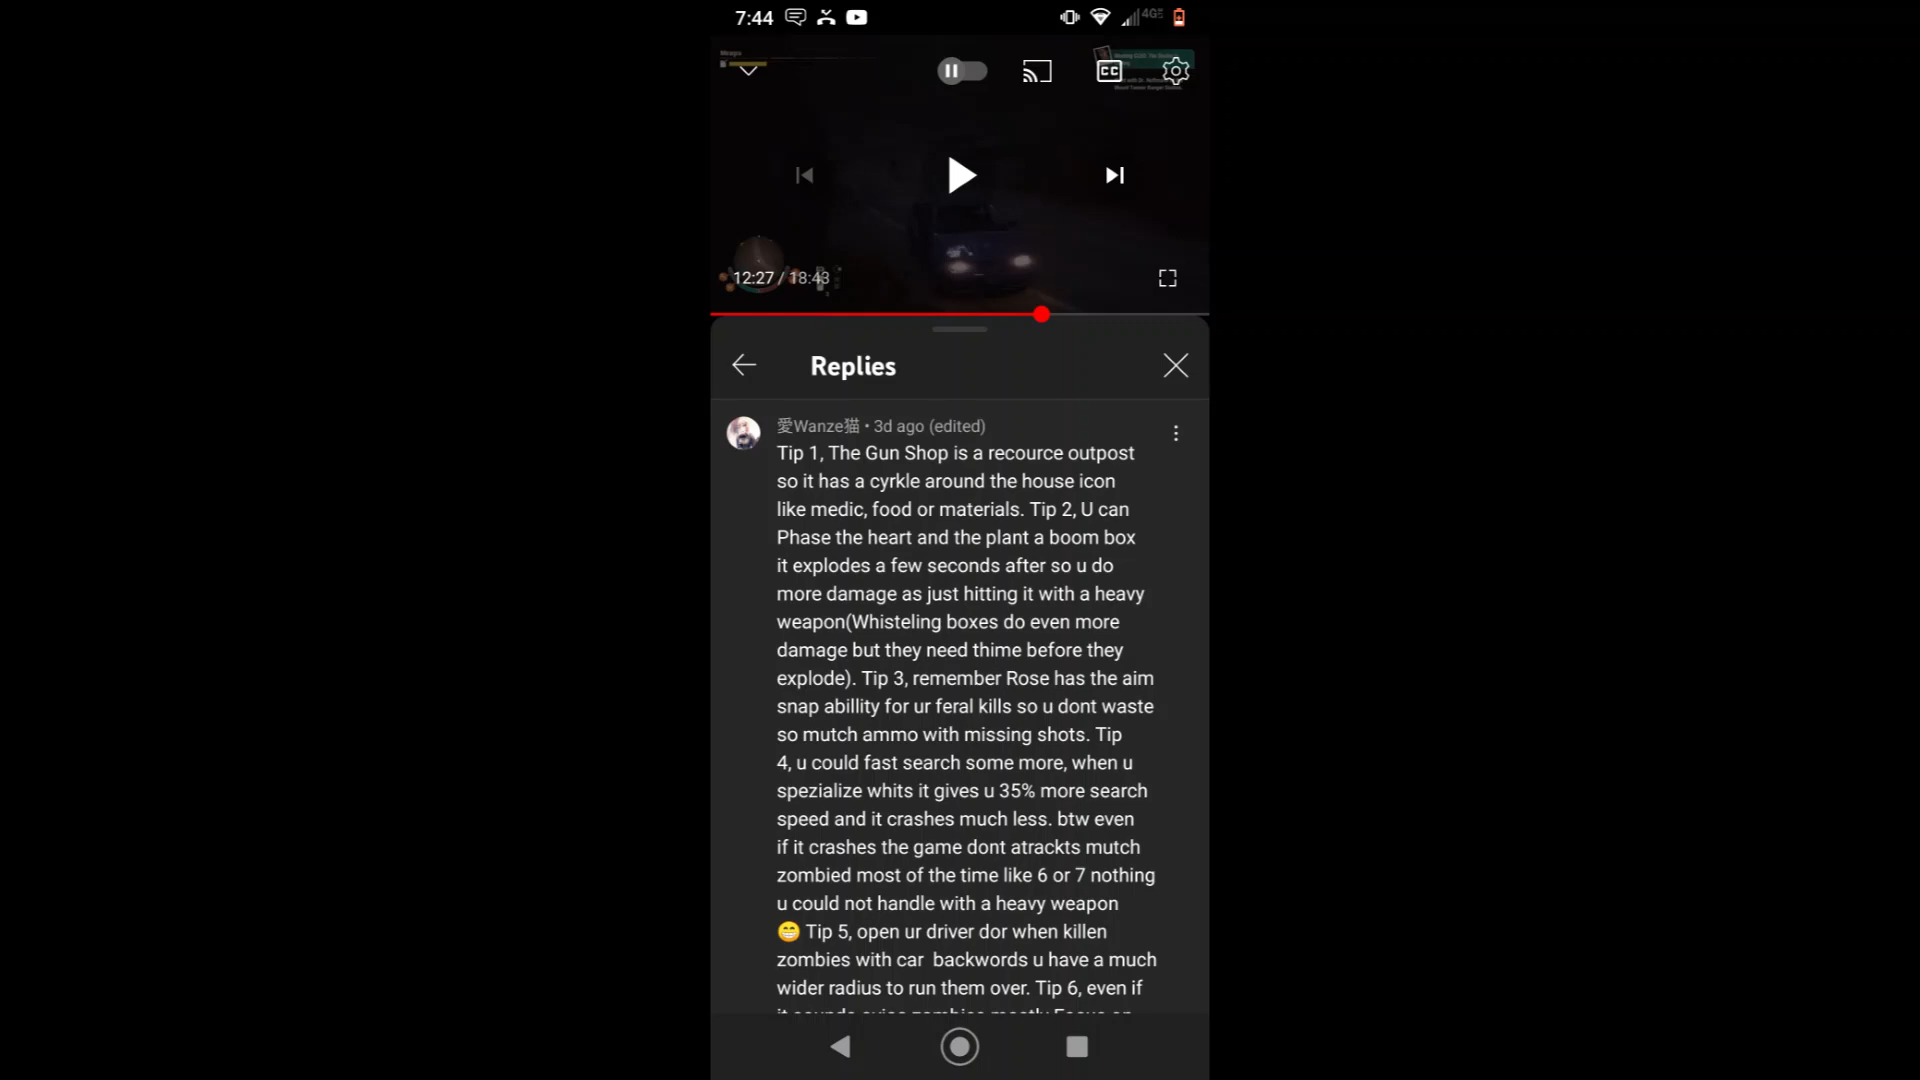 7:44
4GE
Meaps
12:27 / 18:43
Replies
愛Wanze猫 • 3d ago (edited)
Tip 1, The Gun Shop is a recource outpost
so it has a cyrkle around the house icon
like medic, food or materials. Tip 2, U can
Phase the heart and the plant a boom box
it explodes a few seconds after so u do
more damage as just hitting it with a heavy
weapon(Whisteling boxes do even more
damage but they need thime before they
explode). Tip 3, remember Rose has the aim
snap abillity for ur feral kills so u dont waste
so mutch ammo with missing shots. Tip
4, u could fast search some more, when u
spezialize whits it gives u 35% more search
speed and it crashes much less. btw even
if it crashes the game dont atrackts mutch
zombied most of the time like 6 or 7 nothing
u could not handle with a heavy weapon
😁 Tip 5, open ur driver dor when killen
zombies with car  backwords u have a much
wider radius to run them over. Tip 6, even if